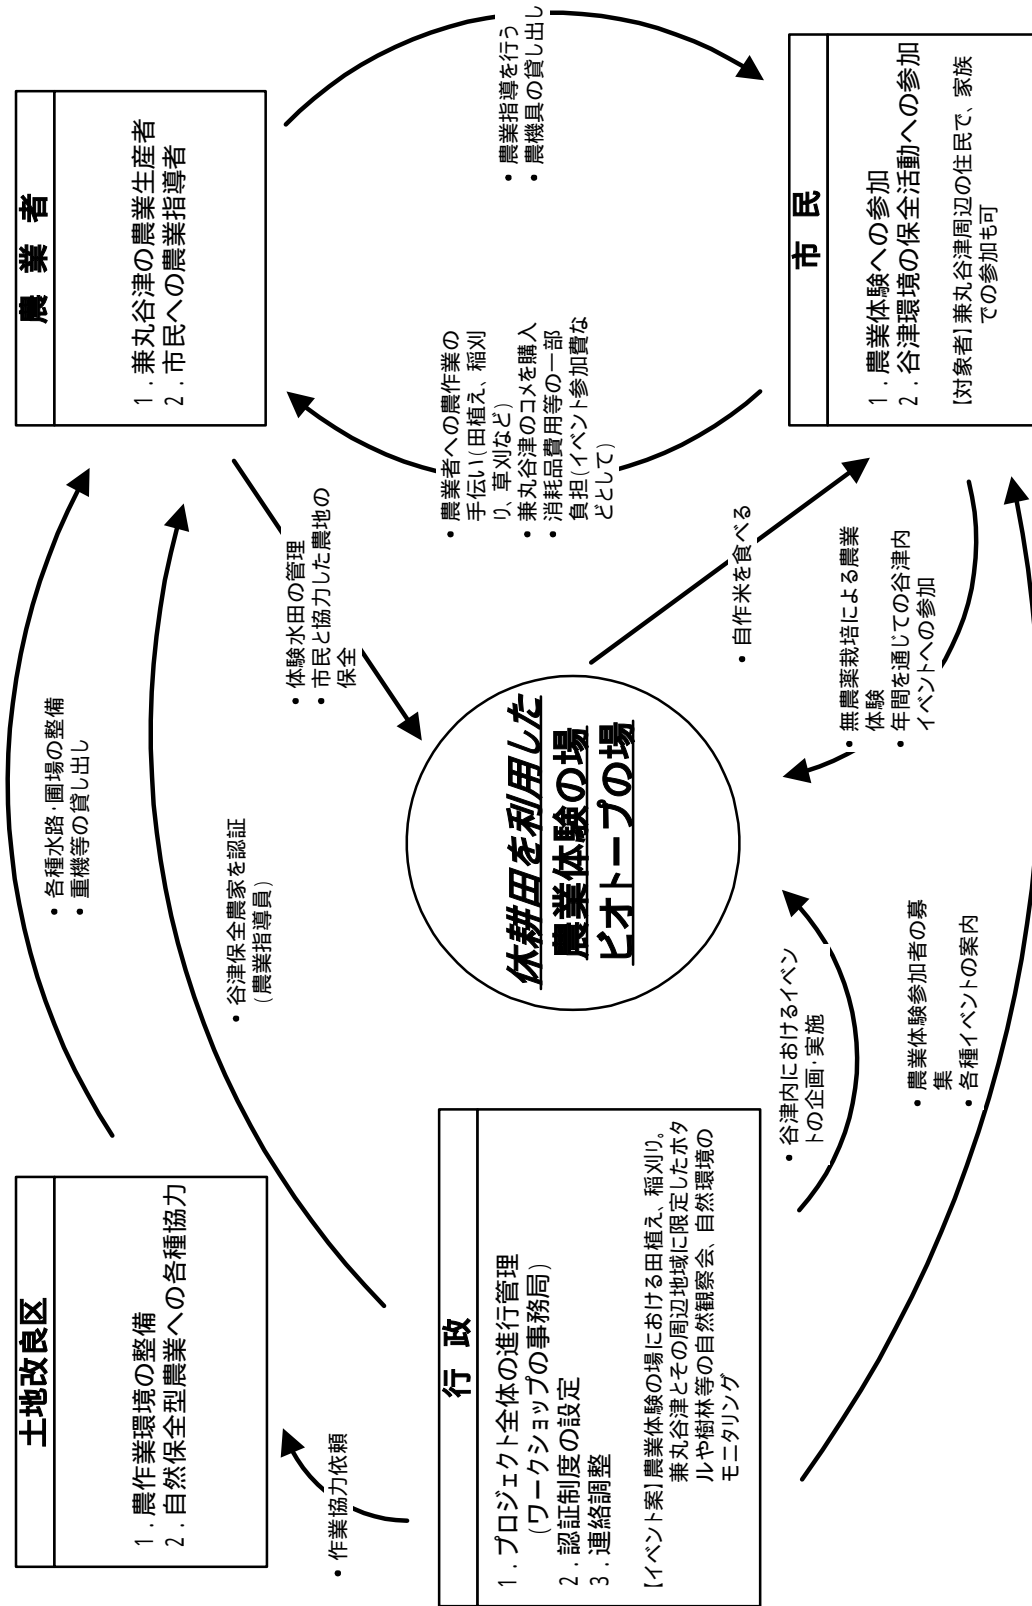 土地改良区
1．農作業環境の整備
2．自然保全型農業への各種協力
・各種水路・圃場の整備
・重機等の貸し出し
農 業 者
1．兼丸谷津の農業生産者
2．市民への農業指導者
・谷津保全農家を認証
(農業指導員)
・作業協力依頼
・体験水田の管理
・市民と協力した農地の
保全
・農業者への農作業の
手伝い(田植え、稲刈
り、草刈など)
・兼丸谷津のコメを購入
・消耗品費用等の一部
負担(イベント参加費な
どとして)
・農業指導を行う
・農機具の貸し出し
休耕田を利用した
農業体験の場
ビオトープの場
行 政
1．プロジェクト全体の進行管理
(ワークショップの事務局)
2．認証制度の設定
3．連絡調整
【イベント案】農業体験の場における田植え、稲刈り。
兼丸谷津とその周辺地域に限定したホタ
ルや樹林等の自然観察会、自然環境の
モニタリング
・谷津内におけるイベン
トの企画・実施
・自作米を食べる
・無農薬栽培による農業
体験
・年間を通じての谷津内
イベントへの参加
・農業体験参加者の募
集
・各種イベントの案内
市 民
1．農業体験への参加
2．谷津環境の保全活動への参加
【対象者】兼丸谷津周辺の住民で、家族
での参加も可